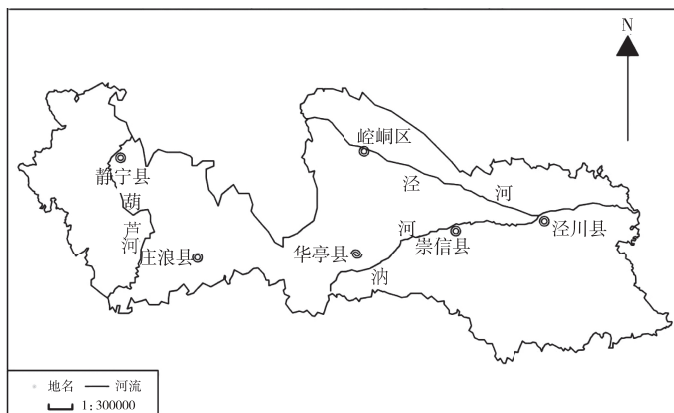 N
崆峒区
静宁县
泾河
葫芦河
泾川县
河
崇信县
庄浪县
华亭县
汭
地名 河流
1:300000